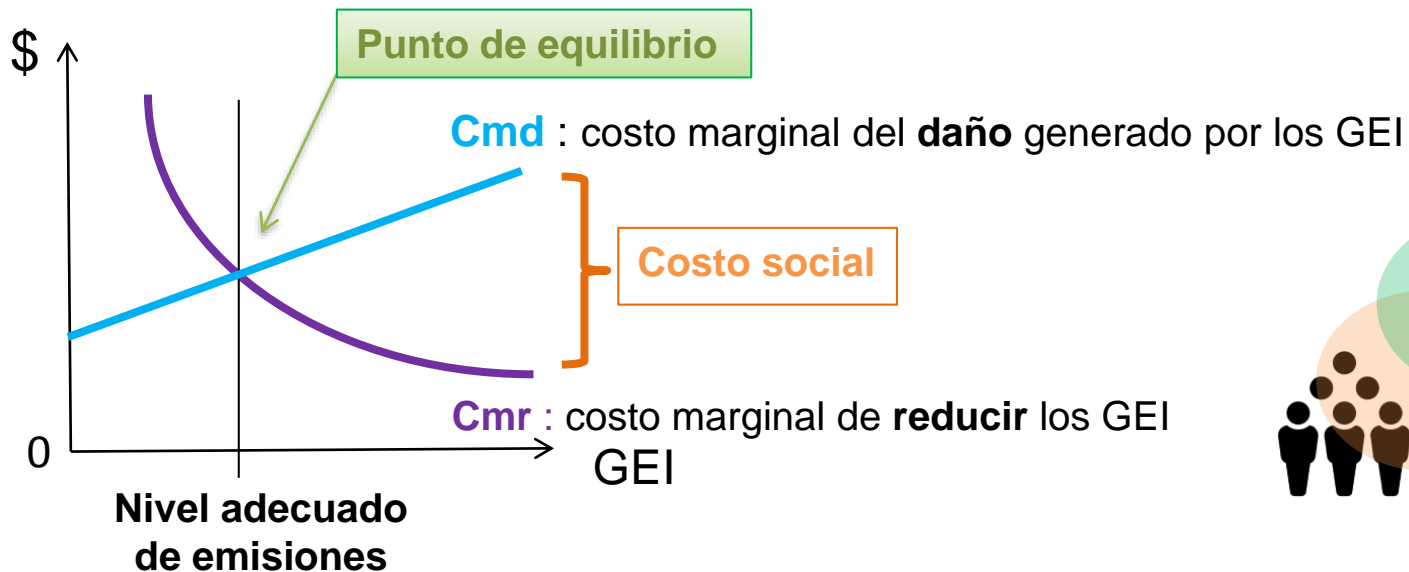 $
Punto de equilibrio
Cmd : costo marginal del daño generado por los GEI
Costo social
Cmr : costo marginal de reducir los GEI
0
GEI
Nivel adecuado
de emisiones